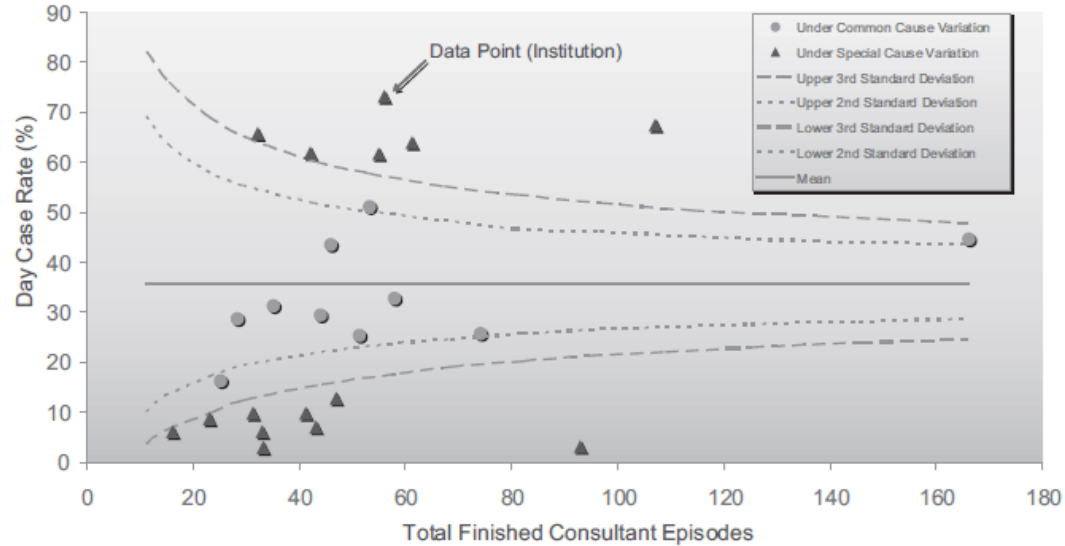 Day Case Rate (%)
90
80
70
60
50
40
30
20
10
0
Data Point (Institution)
Under Common Cause Variation
Under Special Cause Variation
Upper 3rd Standard Deviation
Upper 2nd Standard Deviation
Lower 3rd Standard Deviation
Lower 2nd Standard Deviation
Mean
0 20 40 60 80 100 120 140 160 180
Total Finished Consultant Episodes